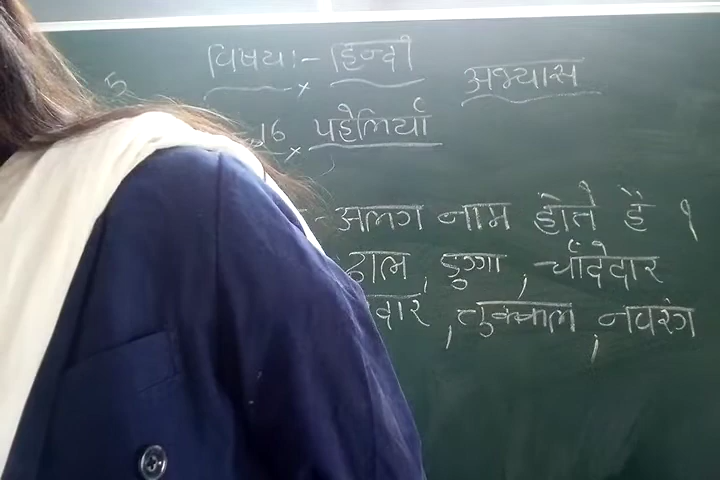 5 विषय:- हिन्दी अभ्यास
16 पहेलियाँ
- अलग नाम होते हैं ।
ढाल , डुग्गा , चाँदेदार
वार , तुक्काल , नवरंग